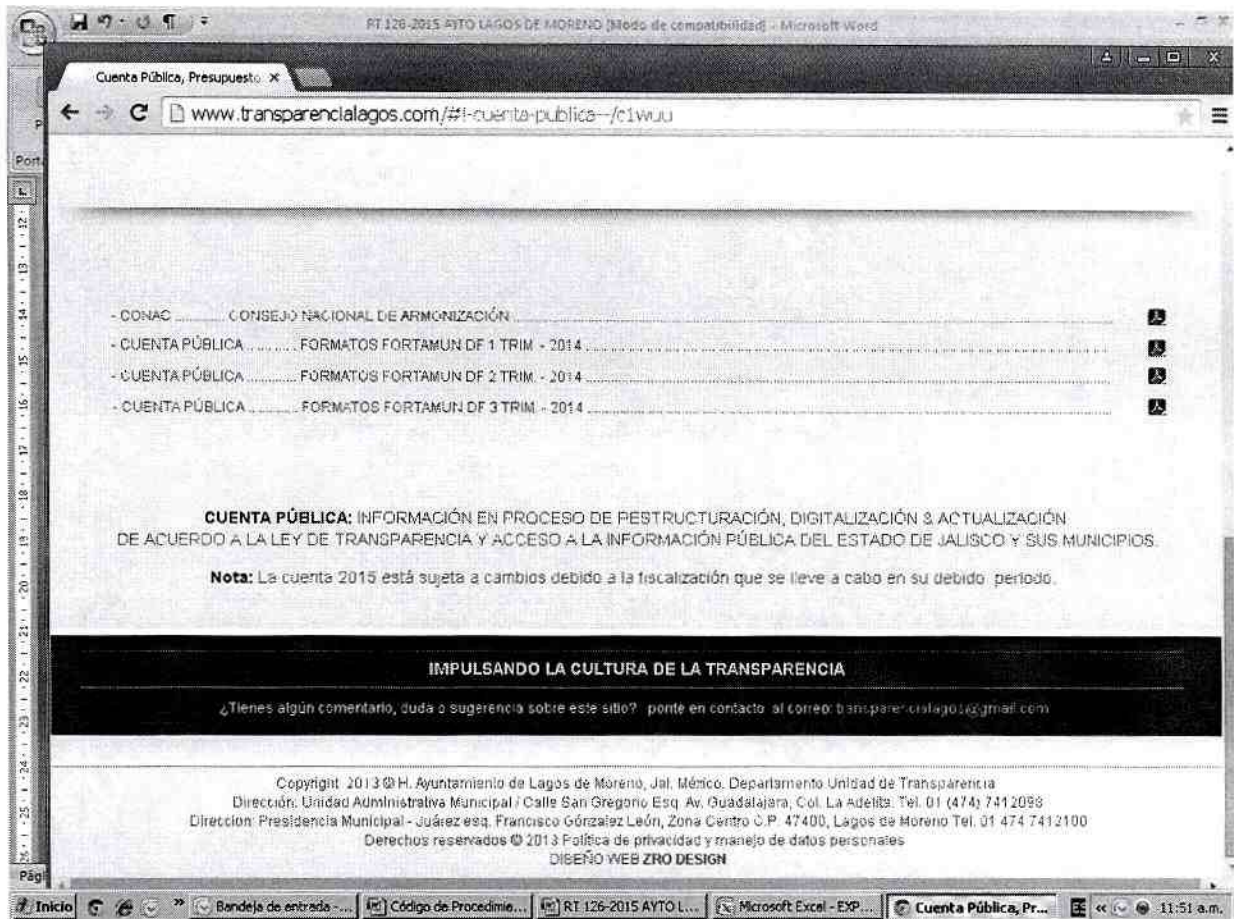 RT 126-2015 AYTO LAGOS DE MORENO [Modo de compatibilidad] - Microsoft Word
Cuenta Pública, Presupuesto
www.transparencialagos.com/#!-cuenta-publica--/c1wuu
- CONAC ........... CONSEJO NACIONAL DE ARMONIZACIÓN
- CUENTA PÚBLICA ........... FORMATOS FORTAMUN DF 1 TRIM - 2014
- CUENTA PÚBLICA ........... FORMATOS FORTAMUN DF 2 TRIM. - 2014
- CUENTA PÚBLICA ........... FORMATOS FORTAMUN DF 3 TRIM - 2014
CUENTA PÚBLICA: INFORMACIÓN EN PROCESO DE RESTRUCTURACIÓN, DIGITALIZACIÓN & ACTUALIZACIÓN
DE ACUERDO A LA LEY DE TRANSPARENCIA Y ACCESO A LA INFORMACIÓN PÚBLICA DEL ESTADO DE JALISCO Y SUS MUNICIPIOS.
Nota: La cuenta 2015 está sujeta a cambios debido a la fiscalización que se lleve a cabo en su debido periodo.
IMPULSANDO LA CULTURA DE LA TRANSPARENCIA
¿Tienes algún comentario, duda o sugerencia sobre este sitio? ponte en contacto al correo:
Copyright 2013 © H. Ayuntamiento de Lagos de Moreno, Jal. México. Departamento Unidad de Transparencia
Dirección: Unidad Administrativa Municipal / Calle San Gregorio Esq. Av. Guadalajara, Col. La Adelita. Tel. 01 (474) 7412098
Dirección: Presidencia Municipal - Juárez esq. Francisco Gónzalez León, Zona Centro C.P. 47400, Lagos de Moreno Tel. 01 474 7412100
Derechos reservados © 2013 Política de privacidad y manejo de datos personales
DISEÑO WEB ZRO DESIGN
Inicio
Bandeja de entrada -...
Código de Procedimie...
RT 126-2015 AYTO L...
Microsoft Excel - EXP...
Cuenta Pública, Pr...
11:51 a.m.